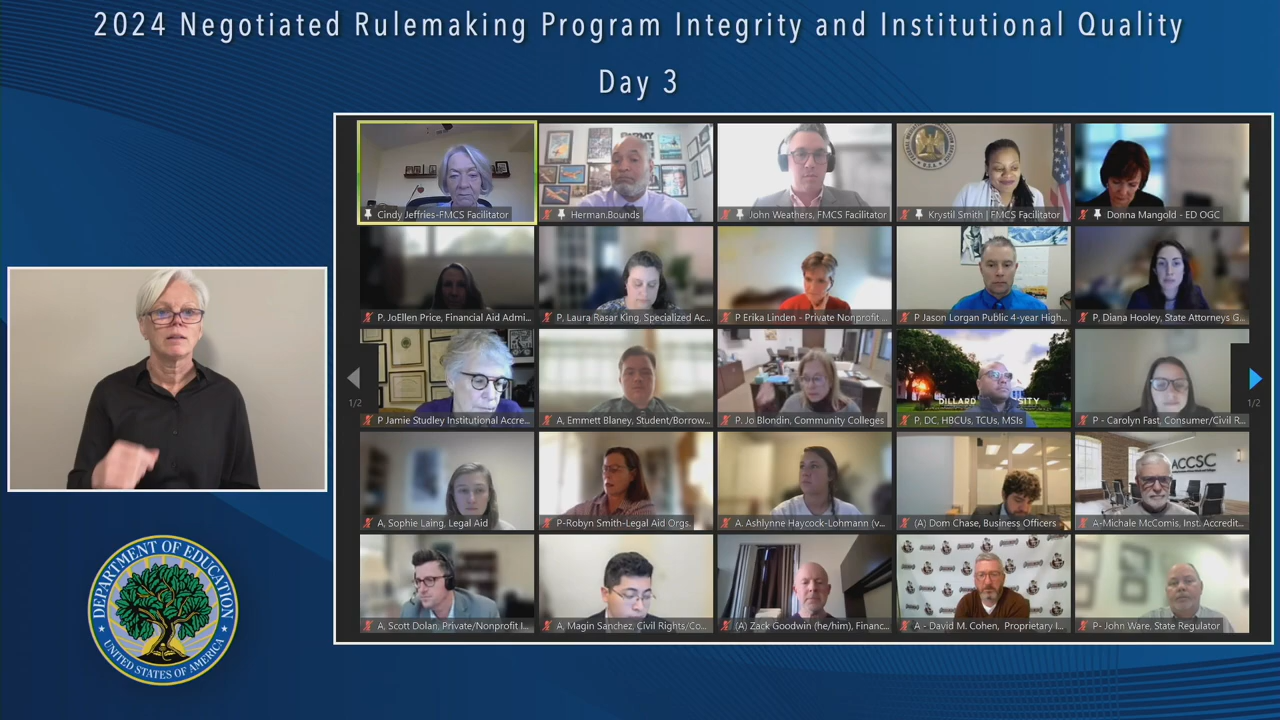 2024 Negotiated Rulemaking Program Integrity and Institutional Quality
Day 3
Cindy Jeffries-FMCS Facilitator
Herman.Bounds
John Weathers, FMCS Facilitator
Krystil Smith | FMCS Facilitator
Donna Mangold - ED OGC
P. JoEllen Price, Financial Aid Admi...
P, Laura Rasar King, Specialized Ac...
P Erika Linden - Private Nonprofit ...
P Jason Lorgan Public 4-year High...
P, Diana Hooley, State Attorneys G...
1/2
P Jamie Studley Institutional Accre...
A, Emmett Blaney, Student/Borrow...
P. Jo Blondin, Community Colleges
DILLARD SITY
P, DC, HBCUs, TCUs, MSIs
P - Carolyn Fast, Consumer/Civil R...
1/2
A, Sophie Laing, Legal Aid
P-Robyn Smith-Legal Aid Orgs.
A. Ashlynne Haycock-Lohmann (v...
(A) Dom Chase, Business Officers -...
ACCSC
A-Michale McComis, Inst. Accredit...
A, Scott Dolan, Private/Nonprofit I...
A, Magin Sanchez, Civil Rights/Co...
(A) Zack Goodwin (he/him), Financ...
A - David M. Cohen, Proprietary I...
P- John Ware, State Regulator
DEPARTMENT OF EDUCATION
UNITED STATES OF AMERICA